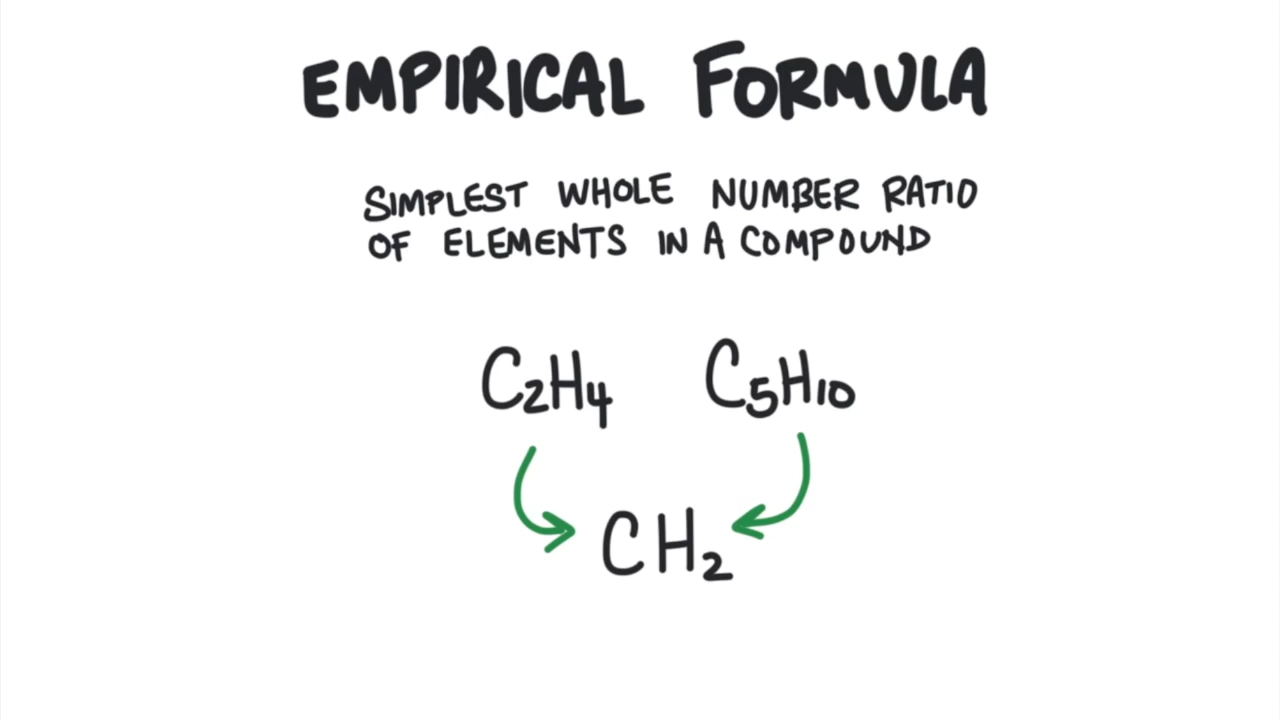 EMPIRICAL FORMULA
SIMPLEST WHOLE NUMBER RATIO
OF ELEMENTS IN A COMPOUND
C₂H₄ C₅H₁₀
CH₂